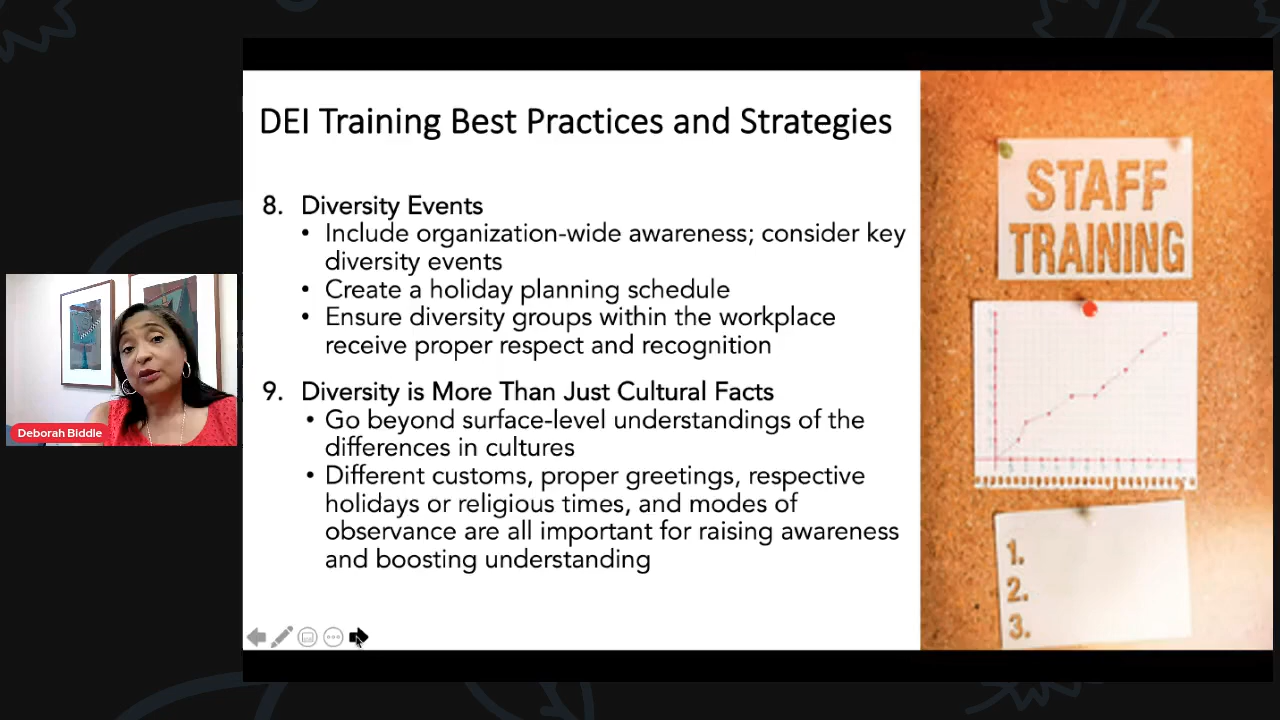 DEI Training Best Practices and Strategies
8. Diversity Events
• Include organization-wide awareness; consider key
diversity events
• Create a holiday planning schedule
• Ensure diversity groups within the workplace
receive proper respect and recognition
9. Diversity is More Than Just Cultural Facts
• Go beyond surface-level understandings of the
differences in cultures
• Different customs, proper greetings, respective
holidays or religious times, and modes of
observance are all important for raising awareness
and boosting understanding
STAFF
TRAINING
1.
2.
3.
Deborah Biddle